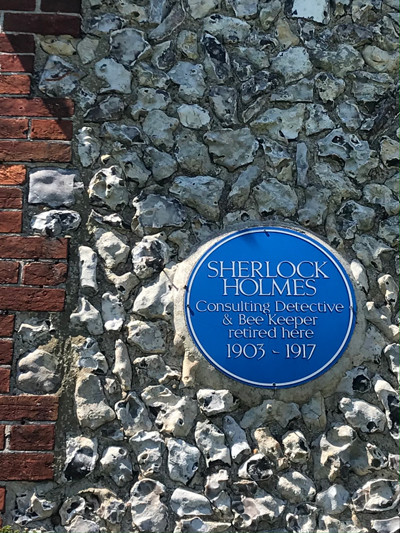 SHERLOCK
HOLMES
Consulting Detective
& Bee Keeper
retired here
1903 ~ 1917